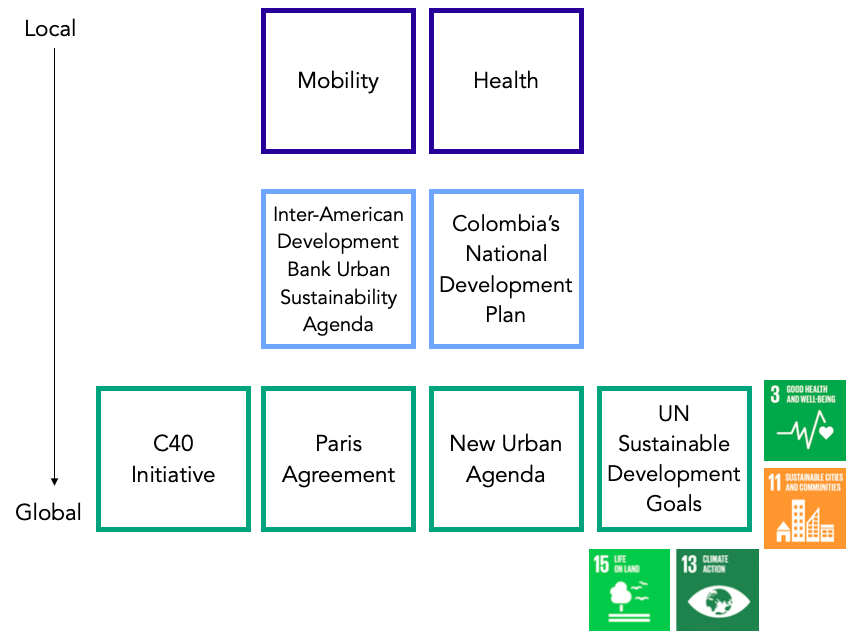 Local
Mobility
Health
Inter-American
Development
Bank Urban
Sustainability
Agenda
Colombia’s
National
Development
Plan
C40
Initiative
Paris
Agreement
New Urban
Agenda
UN
Sustainable
Development
Goals
3 GOOD HEALTH
AND WELL-BEING
11 SUSTAINABLE CITIES
AND COMMUNITIES
Global
15 LIFE
ON LAND
13 CLIMATE
ACTION